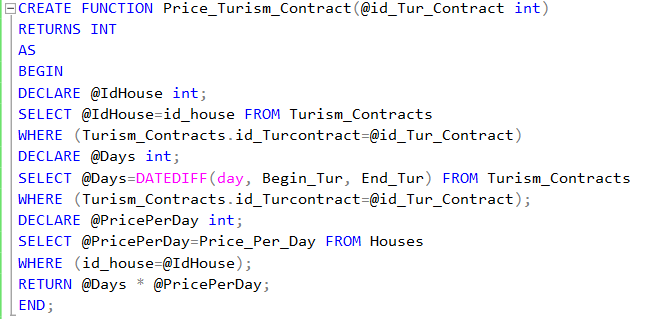 CREATE FUNCTION Price_Turism_Contract(@id_Tur_Contract int)
RETURNS INT
AS
BEGIN
DECLARE @IdHouse int;
SELECT @IdHouse=id_house FROM Turism_Contracts
WHERE (Turism_Contracts.id_Turcontract=@id_Tur_Contract)
DECLARE @Days int;
SELECT @Days=DATEDIFF(day, Begin_Tur, End_Tur) FROM Turism_Contracts
WHERE (Turism_Contracts.id_Turcontract=@id_Tur_Contract);
DECLARE @PricePerDay int;
SELECT @PricePerDay=Price_Per_Day FROM Houses
WHERE (id_house=@IdHouse);
RETURN @Days * @PricePerDay;
END;